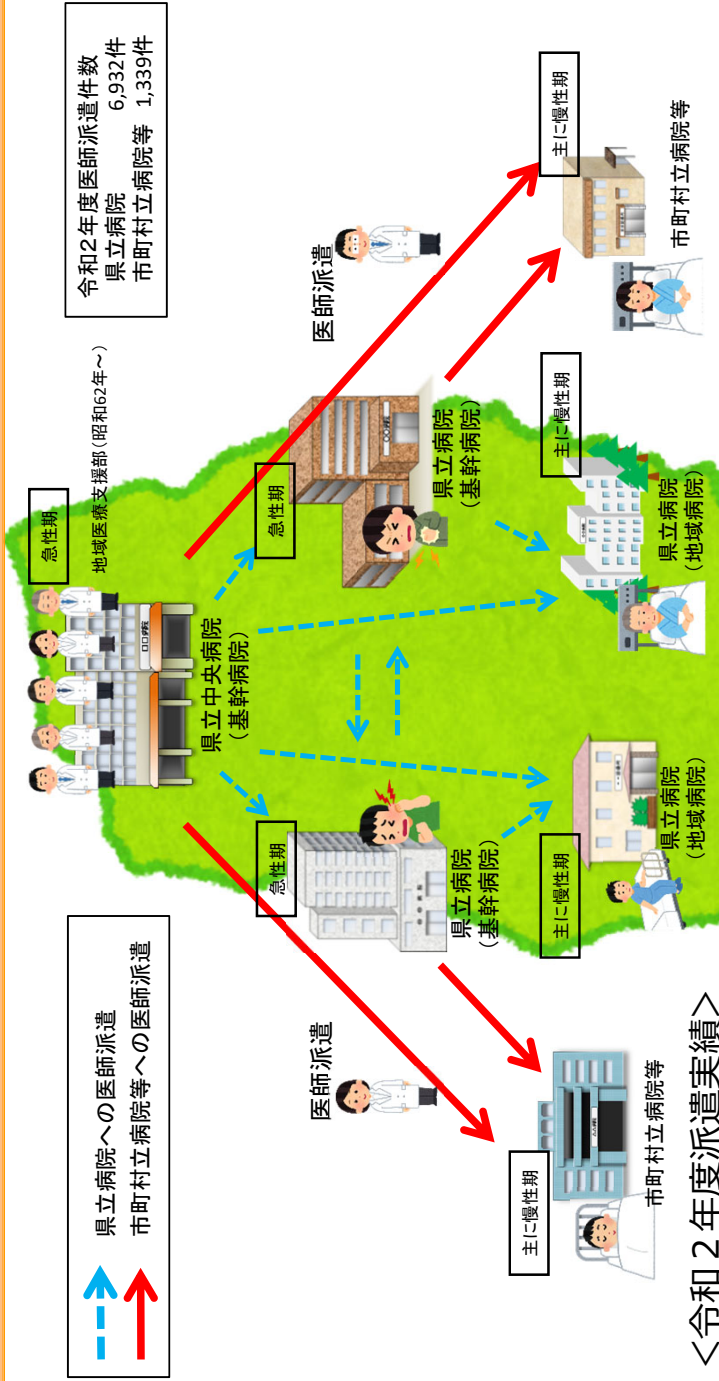 県立病院への医師派遣
市町村立病院等への医師派遣
令和2年度医師派遣件数
県立病院 6,932件
市町村立病院等 1,339件
急性期
地域医療支援部(昭和62年~)
県立中央病院
(基幹病院)
急性期
県立病院
(基幹病院)
急性期
県立病院
(基幹病院)
医師派遣
医師派遣
主に慢性期
市町村立病院等
主に慢性期
県立病院
(地域病院)
主に慢性期
県立病院
(地域病院)
主に慢性期
市町村立病院等
<令和2年度派遣実績>